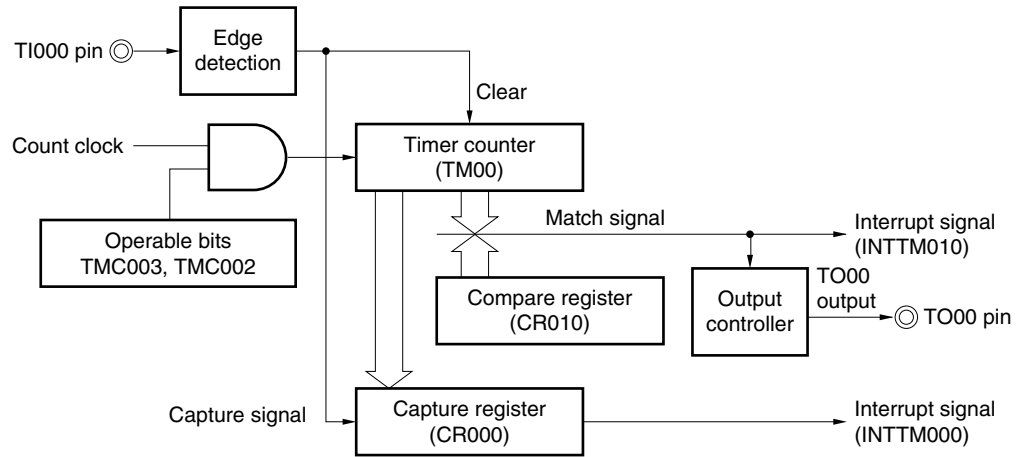 TI000 pin
Edge
detection
Clear
Count clock
Timer counter
(TM00)
Operable bits
TMC003, TMC002
Match signal
Interrupt signal
(INTTM010)
Compare register
(CR010)
Output
controller
TO00
output
TO00 pin
Capture signal
Capture register
(CR000)
Interrupt signal
(INTTM000)